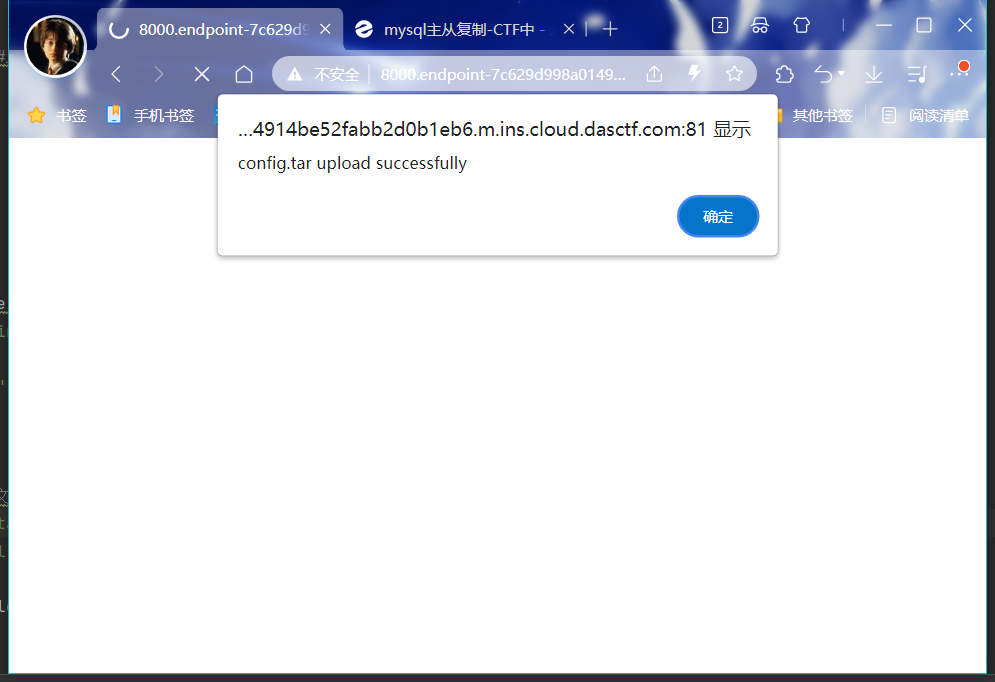 8000.endpoint-7c629d9
mysql主从复制-CTF中 -
2
不安全
8000.endpoint-7c629d998a0149...
书签
手机书签
其他书签
阅读清单
...4914be52fabb2d0b1eb6.m.ins.cloud.dasctf.com:81 显示
config.tar upload successfully
确定